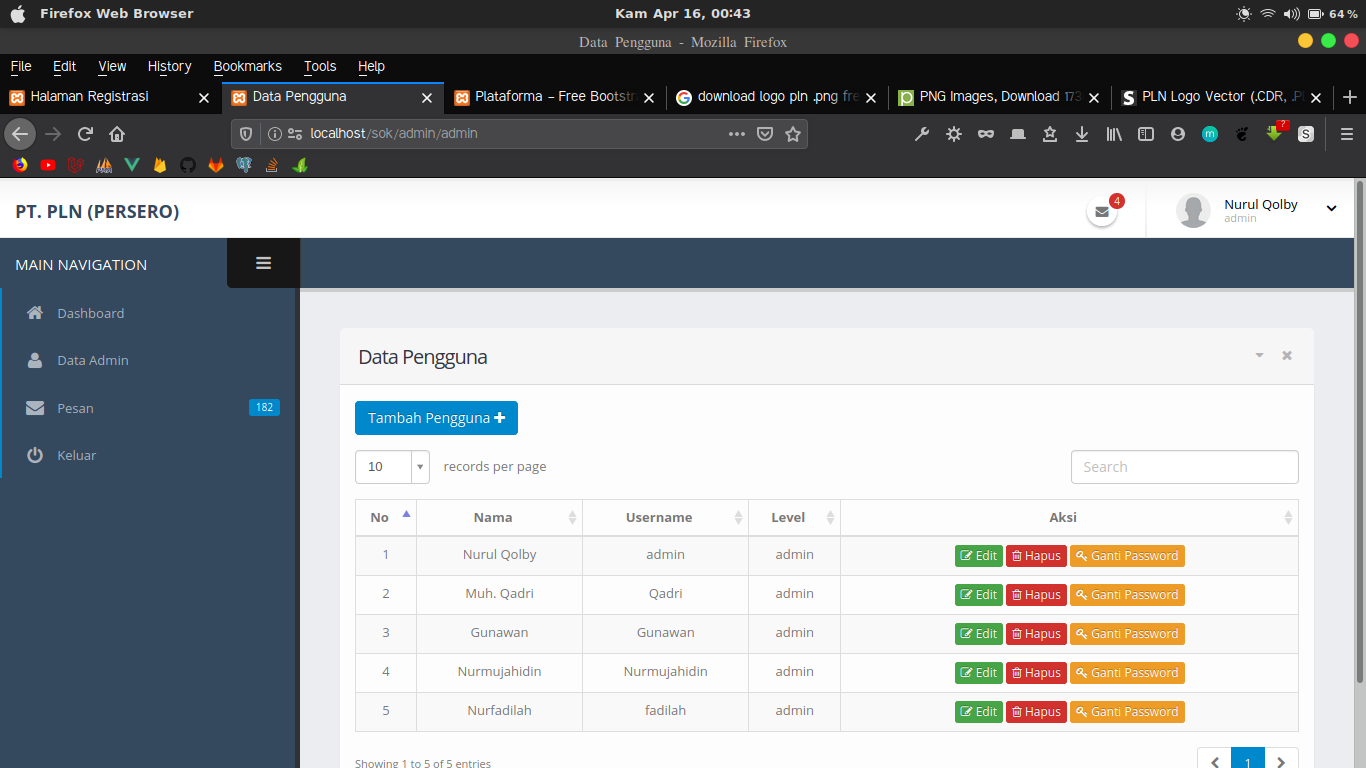 Firefox Web Browser Kam Apr 16, 00:43 64 %
Data Pengguna - Mozilla Firefox
File Edit View History Bookmarks Tools Help
Halaman Registrasi Data Pengguna Plataforma – Free Bootstr download logo pln .png fre PNG Images, Download 173 PLN Logo Vector (.CDR, .P
localhost/sok/admin/admin ? m S
PT. PLN (PERSERO) 4 Nurul Qolby
admin
MAIN NAVIGATION
Dashboard
Data Admin
Pesan 182
Keluar
Data Pengguna
Tambah Pengguna
10 records per page Search
No Nama Username Level Aksi
1 Nurul Qolby admin admin Edit Hapus Ganti Password
2 Muh. Qadri Qadri admin Edit Hapus Ganti Password
3 Gunawan Gunawan admin Edit Hapus Ganti Password
4 Nurmujahidin Nurmujahidin admin Edit Hapus Ganti Password
5 Nurfadilah fadilah admin Edit Hapus Ganti Password
Showing 1 to 5 of 5 entries 1